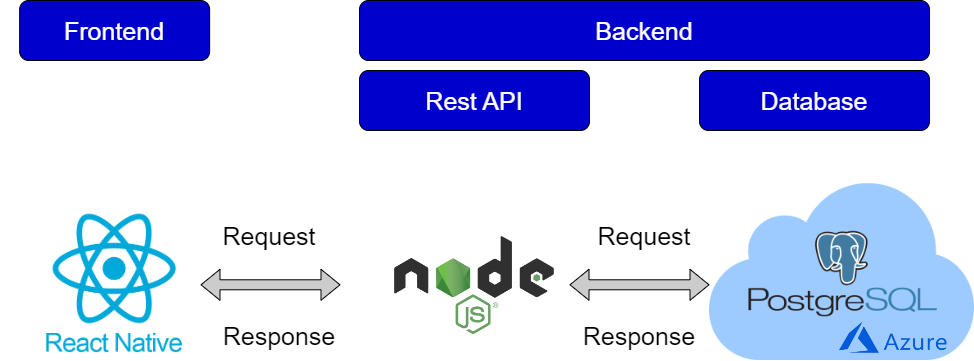 Frontend
Backend
Rest API
Database
Request
Request
node
JS
®
PostgreSQL
React Native
Response
Response
Azure